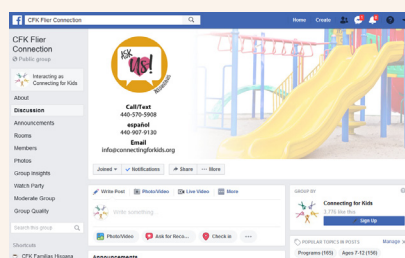 CFK Flier Connection
Home Create
CFK Flier
Connection
Public group
Interacting as
Connecting for Kids
About
Discussion
Announcements
Rooms
Members
Photos
Group Insights
Watch Party
Moderate Group
Group Quality
Search this group
Shortcuts
CFK Familias Hispana
ASK
US!
Call/Text
440-570-5908
español
440-907-9130
Email
info@connectingforkids.org
Joined Notifications Share More
Write Post Photo/Video Live Video More
Write something...
Photo/Video Ask for Reco... Check in
Announcements
GROUP BY
Connecting for Kids
3,776 like this
Sign Up
POPULAR TOPICS IN POSTS Manage
Programs (165) Ages 7-12 (156)